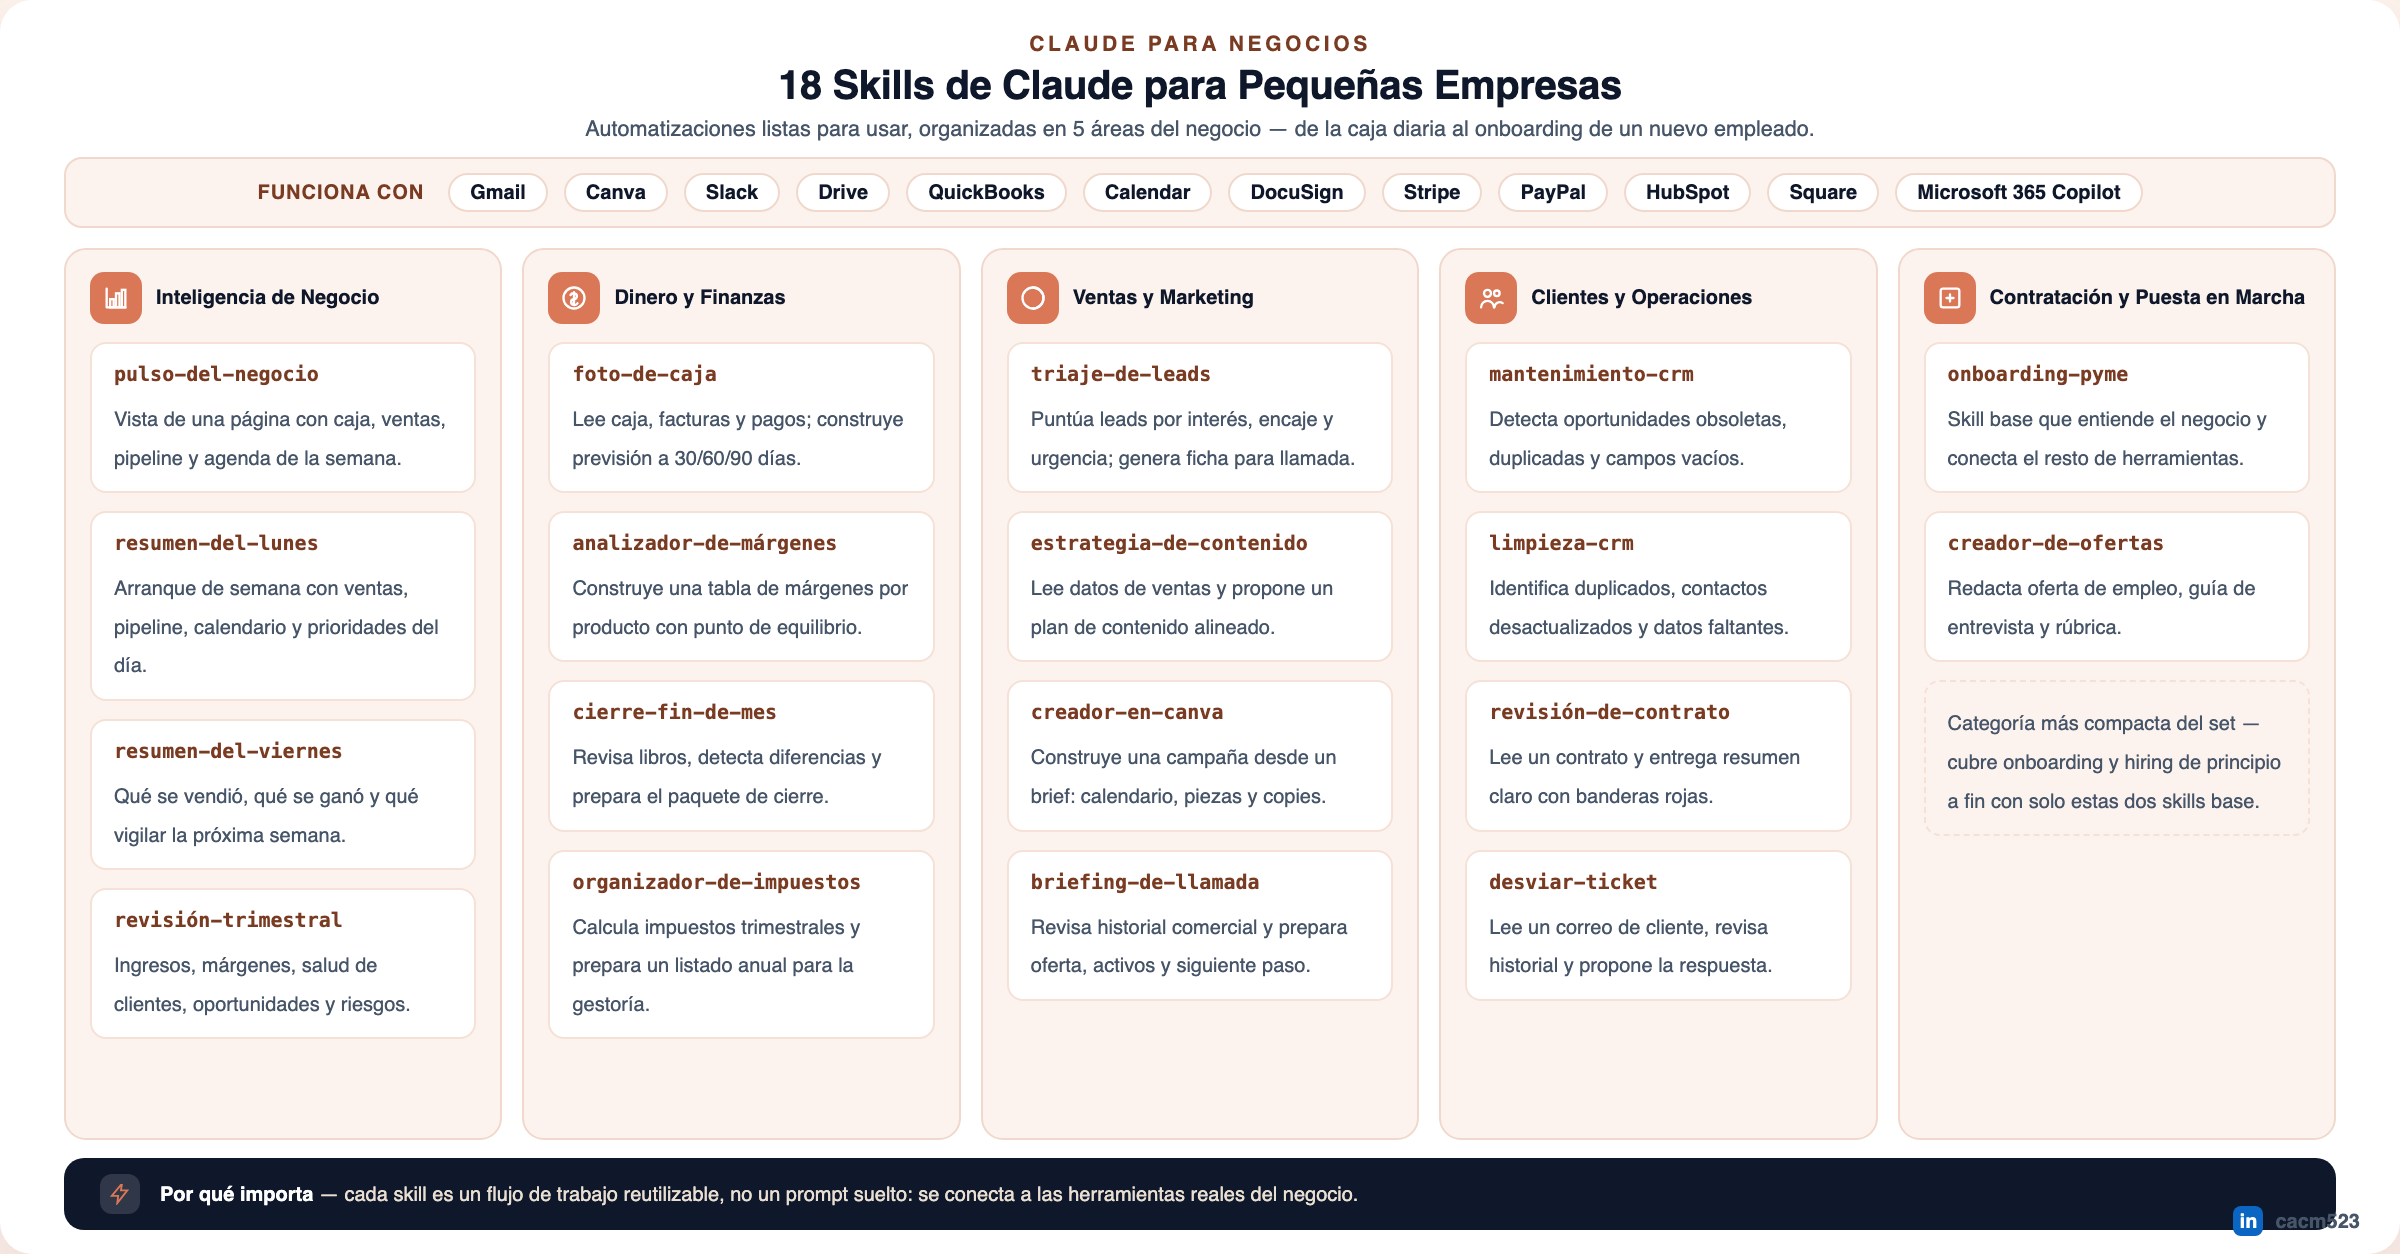 CLAUDE PARA NEGOCIOS
18 Skills de Claude para Pequeñas Empresas
Automatizaciones listas para usar, organizadas en 5 áreas del negocio — de la caja diaria al onboarding de un nuevo empleado.
FUNCIONA CON
Gmail
Canva
Slack
Drive
QuickBooks
Calendar
DocuSign
Stripe
PayPal
HubSpot
Square
Microsoft 365 Copilot
Inteligencia de Negocio
pulso-del-negocio
Vista de una página con caja, ventas,
pipeline y agenda de la semana.
resumen-del-lunes
Arranque de semana con ventas,
pipeline, calendario y prioridades del
día.
resumen-del-viernes
Qué se vendió, qué se ganó y qué
vigilar la próxima semana.
revisión-trimestral
Ingresos, márgenes, salud de
clientes, oportunidades y riesgos.
Dinero y Finanzas
foto-de-caja
Lee caja, facturas y pagos; construye
previsión a 30/60/90 días.
analizador-de-márgenes
Construye una tabla de márgenes por
producto con punto de equilibrio.
cierre-fin-de-mes
Revisa libros, detecta diferencias y
prepara el paquete de cierre.
organizador-de-impuestos
Calcula impuestos trimestrales y
prepara un listado anual para la
gestoría.
Ventas y Marketing
triaje-de-leads
Puntúa leads por interés, encaje y
urgencia; genera ficha para llamada.
estrategia-de-contenido
Lee datos de ventas y propone un
plan de contenido alineado.
creador-en-canva
Construye una campaña desde un
brief: calendario, piezas y copies.
briefing-de-llamada
Revisa historial comercial y prepara
oferta, activos y siguiente paso.
Clientes y Operaciones
mantenimiento-crm
Detecta oportunidades obsoletas,
duplicadas y campos vacíos.
limpieza-crm
Identifica duplicados, contactos
desactualizados y datos faltantes.
revisión-de-contrato
Lee un contrato y entrega resumen
claro con banderas rojas.
desviar-ticket
Lee un correo de cliente, revisa
historial y propone la respuesta.
Contratación y Puesta en Marcha
onboarding-pyme
Skill base que entiende el negocio y
conecta el resto de herramientas.
creador-de-ofertas
Redacta oferta de empleo, guía de
entrevista y rúbrica.
Categoría más compacta del set —
cubre onboarding y hiring de principio
a fin con solo estas dos skills base.
Por qué importa — cada skill es un flujo de trabajo reutilizable, no un prompt suelto: se conecta a las herramientas reales del negocio.
in cacm523